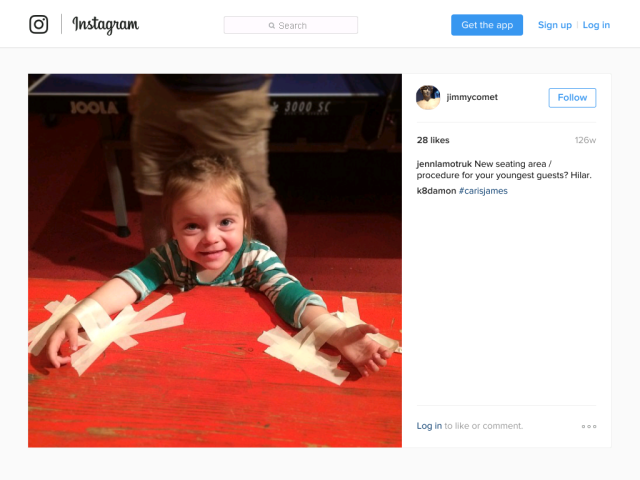 Instagram
Search
Get the app
Sign up | Log in
JOOLA
3000 SC
jimmycomet
Follow
28 likes
126w
jennlamotruk New seating area /
procedure for your youngest guests? Hilar.
k8damon #carisjames
Log in to like or comment.